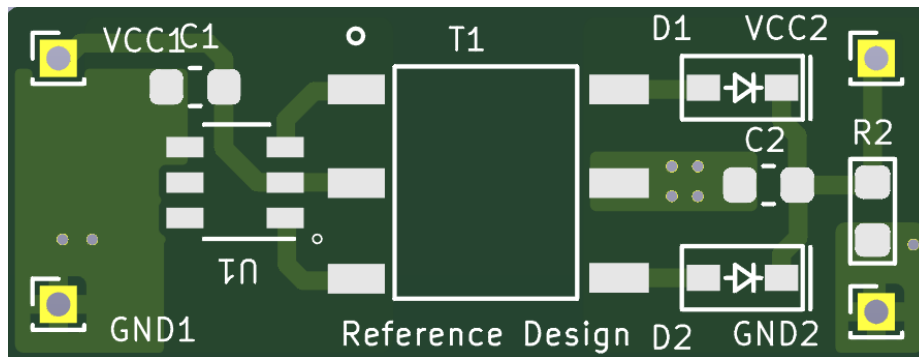 VCC1
C1
T1
D1
VCC2
C2
R2
U1
GND1
Reference Design
D2
GND2